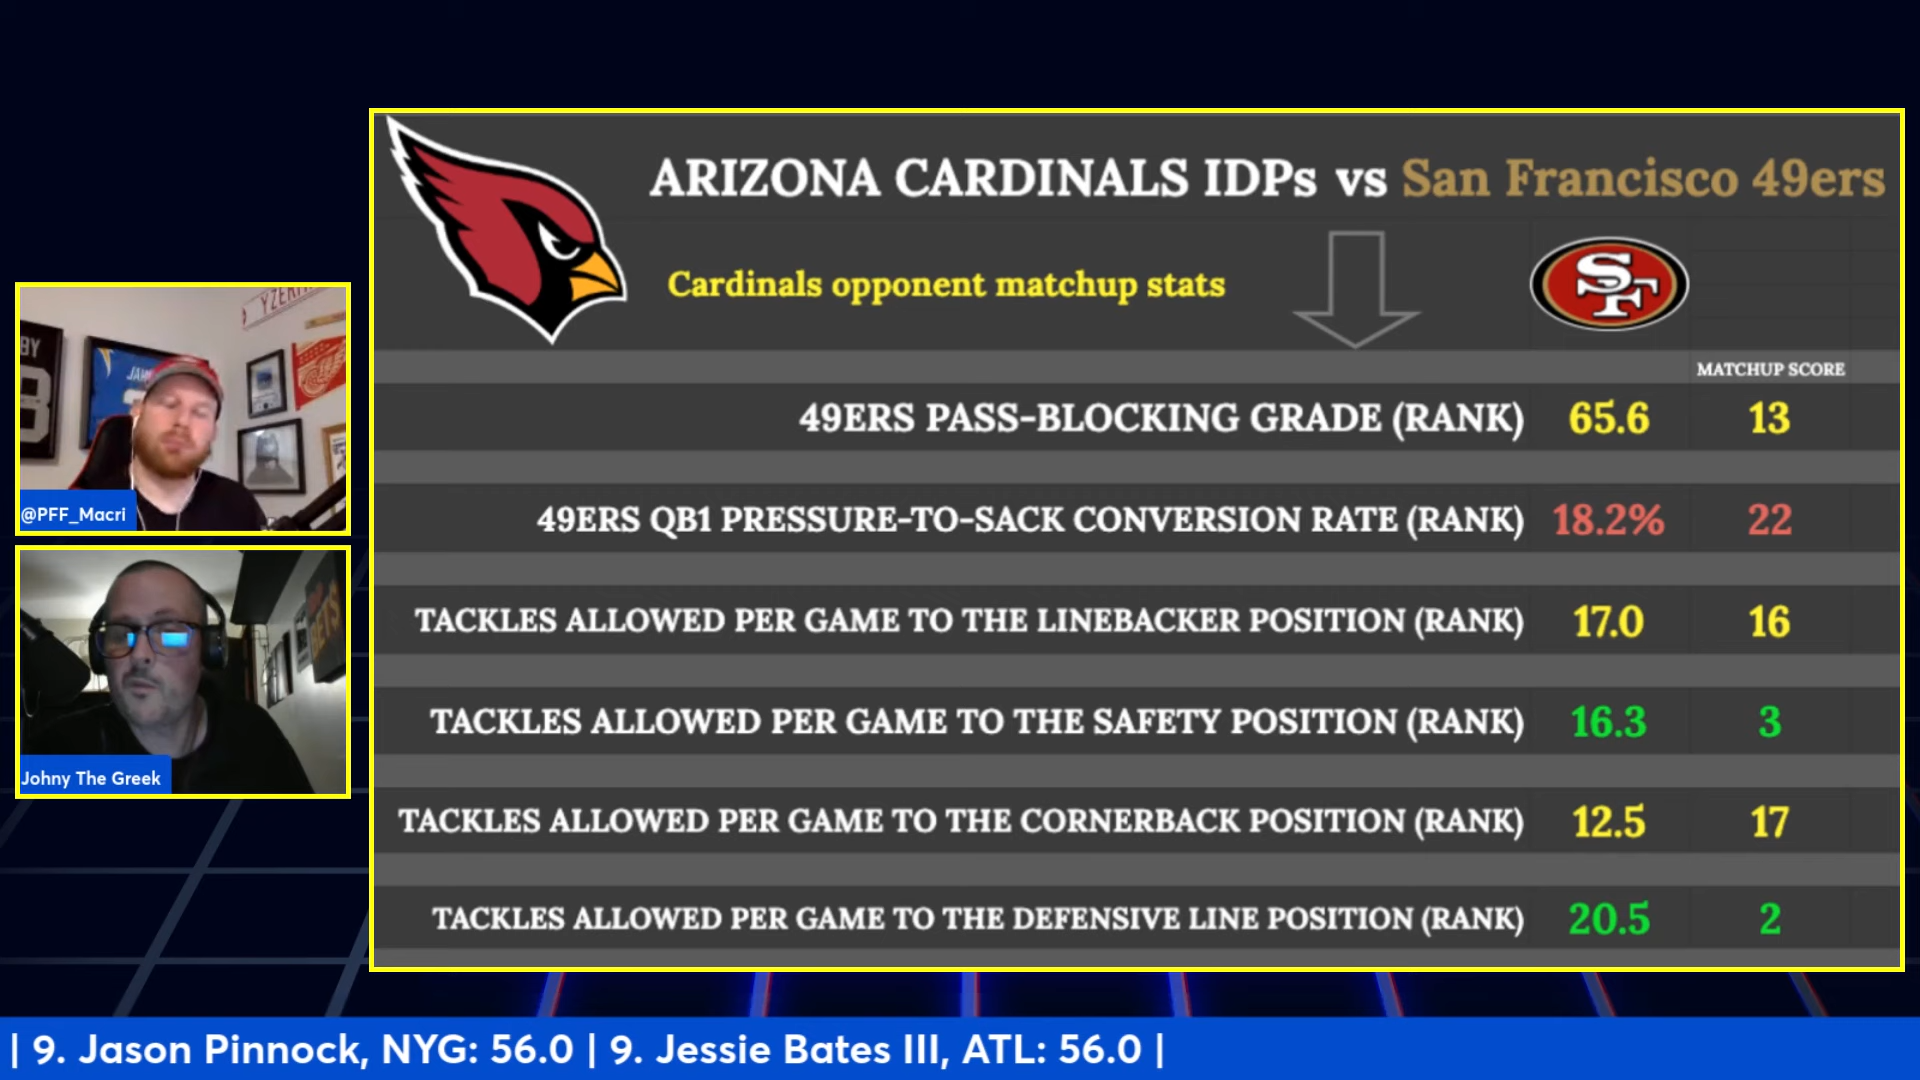 ARIZONA CARDINALS IDPs vs San Francisco 49ers
Cardinals opponent matchup stats
SF
MATCHUP SCORE
49ERS PASS-BLOCKING GRADE (RANK) 65.6 13
49ERS QB1 PRESSURE-TO-SACK CONVERSION RATE (RANK) 18.2% 22
TACKLES ALLOWED PER GAME TO THE LINEBACKER POSITION (RANK) 17.0 16
TACKLES ALLOWED PER GAME TO THE SAFETY POSITION (RANK) 16.3 3
TACKLES ALLOWED PER GAME TO THE CORNERBACK POSITION (RANK) 12.5 17
TACKLES ALLOWED PER GAME TO THE DEFENSIVE LINE POSITION (RANK) 20.5 2
@PFF_Macri
Johny The Greek
| 9. Jason Pinnock, NYG: 56.0 | 9. Jessie Bates III, ATL: 56.0 |